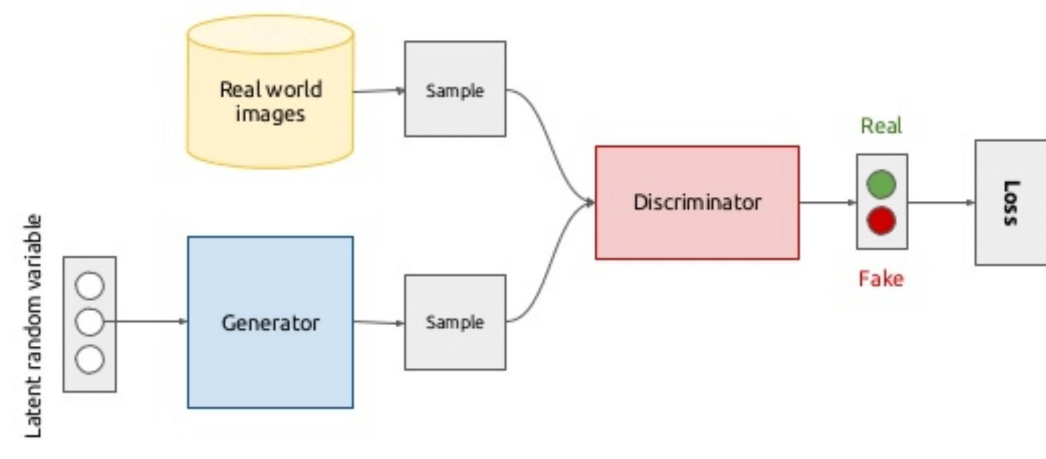 Real world
images
Sample
Real
Discriminator
Loss
Fake
Latent random variable
Generator
Sample